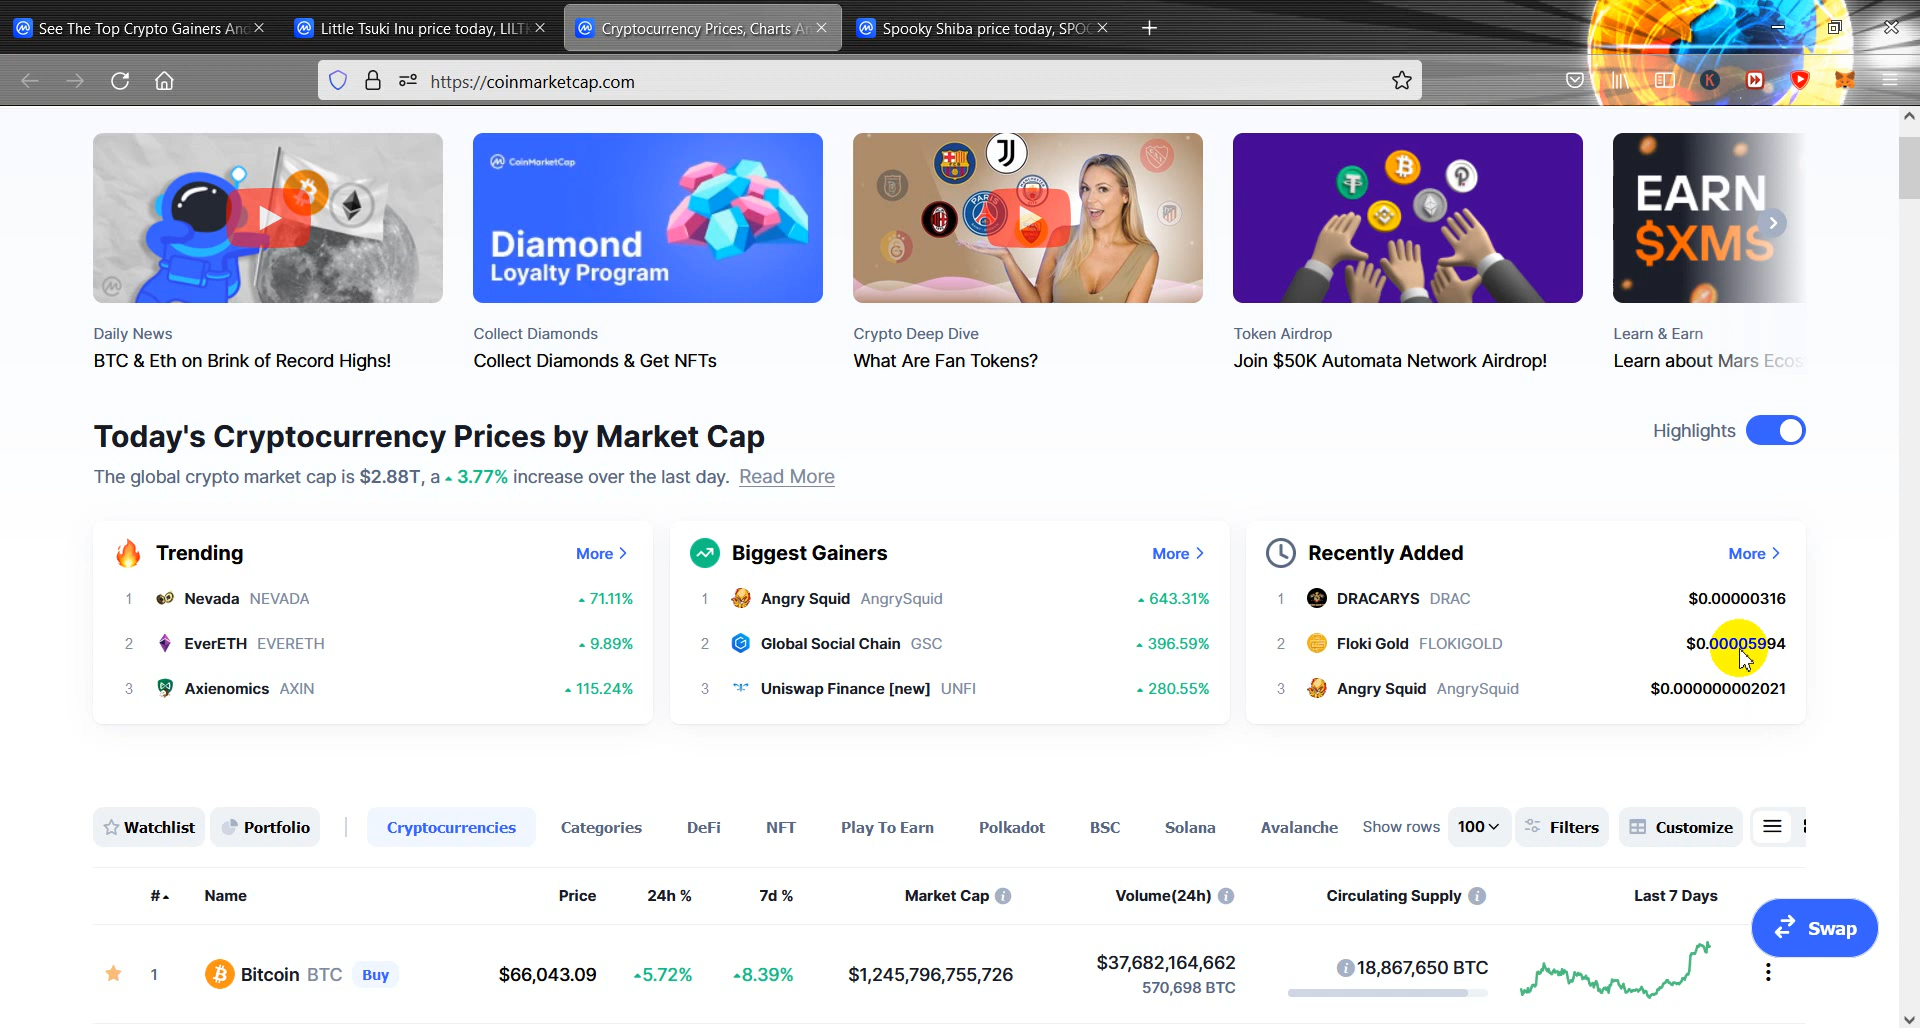 See The Top Crypto Gainers And
Little Tsuki Inu price today, LILTK
Cryptocurrency Prices, Charts An
Spooky Shiba price today, SPOO
https://coinmarketcap.com
CoinMarketCap
Diamond
Loyalty Program
EARN
$XMS
Daily News
BTC & Eth on Brink of Record Highs!
Collect Diamonds
Collect Diamonds & Get NFTs
Crypto Deep Dive
What Are Fan Tokens?
Token Airdrop
Join $50K Automata Network Airdrop!
Learn & Earn
Learn about Mars Ecos
Today's Cryptocurrency Prices by Market Cap
Highlights
The global crypto market cap is $2.88T, a 3.77% increase over the last day. Read More
Trending More
1 Nevada NEVADA 71.11%
2 EverETH EVERETH 9.89%
3 Axienomics AXIN 115.24%
Biggest Gainers More
1 Angry Squid AngrySquid 643.31%
2 Global Social Chain GSC 396.59%
3 Uniswap Finance [new] UNFI 280.55%
Recently Added More
1 DRACARYS DRAC $0.00000316
2 Floki Gold FLOKIGOLD $0.00005994
3 Angry Squid AngrySquid $0.000000002021
Watchlist Portfolio Cryptocurrencies Categories DeFi NFT Play To Earn Polkadot BSC Solana Avalanche Show rows 100 Filters Customize
# Name Price 24h % 7d % Market Cap Volume(24h) Circulating Supply Last 7 Days
Swap
1 Bitcoin BTC Buy $66,043.09 5.72% 8.39% $1,245,796,755,726 $37,682,164,662 18,867,650 BTC
570,698 BTC